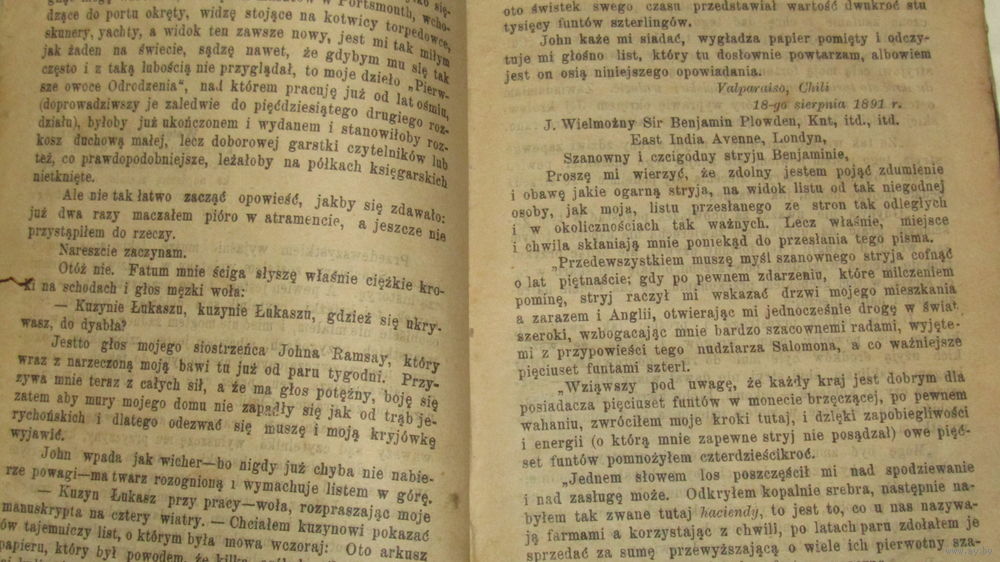 w Portsmouth, wcho-
dzące do portu okręty, widzę stojące na kotwicy torpedowce,
skunery, yachty, a widok ten zawsze nowy, jest mi tak miłym
jak żaden na świecie, sądzę nawet, że gdybym mu się tak
często i z taką lubością nie przyglądał, to moje dzieło „Pierw-
sze owoce Odrodzenia", nad którem pracuję już od lat ośmiu,
(doprowadziwszy je zaledwie do pięćdziesiątego drugiego roz-
działu), byłoby już ukończonem i wydanem i stanowiłoby roz-
kosz duchową małej, lecz doborowej garstki czytelników lub
też, co prawdopodobniejsze, leżałoby na półkach księgarskich
nietknięte.
Ale nie tak łatwo zacząć opowieść, jakby się zdawało:
już dwa razy maczałem pióro w atramencie, a jeszcze nie
przystąpiłem do rzeczy.
Nareszcie zaczynam.
Otóż nie. Fatum mnie ściga słyszę właśnie ciężkie kro-
ki na schodach i głos męzki woła:
— Kuzynie Łukaszu, kuzynie Łukaszu, gdzież się ukry-
wasz, do dyabła?
Jestto głos mojego siostrzeńca Johna Ramsay, który
wraz z narzeczoną moją bawi tu już od paru tygodni. Przy-
zywa mnie teraz z całych sił, a że ma głos potężny, boję się
zatem aby mury mojego domu nie zapadły się jak od trąb je-
rychońskich i dlatego odezwać się muszę i moją kryjówkę
wyjawić.
John wpada jak wicher—bo nigdy już chyba nie nabie-
rze powagi—ma twarz rozognioną i wymachuje listem w górę.
— Kuzyn Łukasz przy pracy—woła, rozpraszając moje
manuskrypta na cztery wiatry. — Chciałem kuzynowi pokazać
ów tajemniczy list, o którym była mowa wczoraj: Oto arkusz
papieru, który był powodem, że
oto świstek swego czasu przedstawiał wartość dwukroć stu
tysięcy funtów szterlingów.
John każe mi siadać, wygładza papier pomięty i odczy-
tuje mi głośno list, który tu dosłownie powtarzam, albowiem
jest on osią niniejszego opowiadania.
Valparaiso, Chili
18-go sierpnia 1891 r.
J. Wielmożny Sir Benjamin Plowden, Knt, itd., itd.
East India Avenne, Londyn,
Szanowny i czcigodny stryju Benjaminie,
Proszę mi wierzyć, że zdolny jestem pojąć zdumienie
i obawę jakie ogarną stryja, na widok listu od tak niegodnej
osoby, jak moja, listu przesłanego ze stron tak odległych
i w okolicznościach tak ważnych. Lecz właśnie, miejsce
i chwila skłaniają mnie poniekąd do przesłania tego pisma.
„Przedewszystkiem muszę myśl szanownego stryja cofnąć
o lat piętnaście; gdy po pewnem zdarzeniu, które milczeniem
pominę, stryj raczył mi wskazać drzwi mojego mieszkania
a zarazem i Anglii, otwierając mi jednocześnie drogę w świat
szeroki, wzbogacając mnie bardzo szacownemi radami, wyjęte-
mi z przypowieści tego nudziarza Salomona, a co ważniejsze
pięciuset funtami szterl.
„Wziąwszy pod uwagę, że każdy kraj jest dobrym dla
posiadacza pięciuset funtów w monecie brzęczącej, po pewnem
wahaniu, zwróciłem moje kroki tutaj, i dzięki zapobiegliwości
i energii (o którą mnie zapewne stryj nie posądzał) owe pięć-
set funtów pomnożyłem czterdzieścikroć.
„Jednem słowem los poszczęścił mi nad spodziewanie
i nad zasługę może. Odkryłem kopalnie srebra, następnie na-
byłem tak zwane tutaj haciendy, to jest to, co u nas nazywa-
ją farmami a korzystając z chwili, po latach paru zdołałem je
sprzedać za sumę przewyższającą o wiele ich pierwotny sza-
www.ay.by